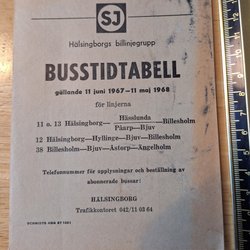 SJ
Hälsingborgs billinjegrupp
BUSSTIDTABELL
gällande 11 juni 1967—11 maj 1968
för linjerna
11 o. 13 Hälsingborg—Hässlunda—Billesholm
Påarp—Bjuv
12 Hälsingborg—Hyllinge—Bjuv—Billesholm
38 Billesholm—Bjuv—Åstorp—Ängelholm
Telefonnummer för upplysningar och beställning av
abonnerade bussar:
HÄLSINGBORG
Trafikkontoret 042/11 03 64